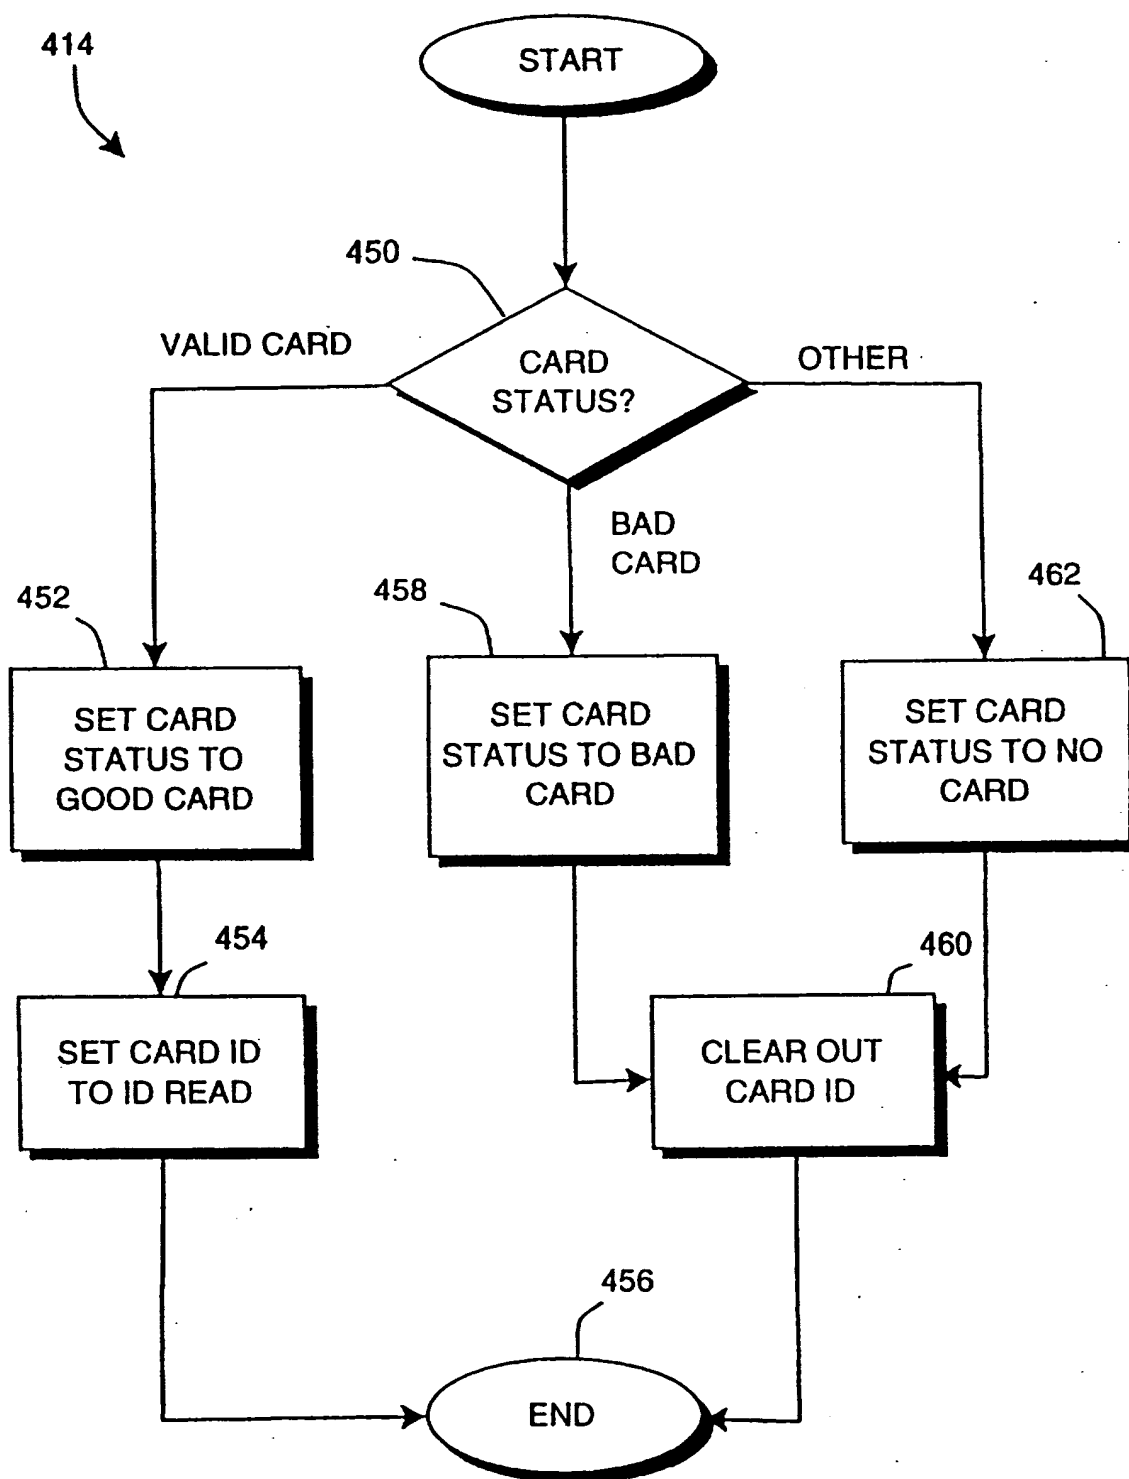 414
START
450
VALID CARD
CARD
STATUS?
OTHER
BAD
CARD
452
SET CARD
STATUS TO
GOOD CARD
458
SET CARD
STATUS TO BAD
CARD
462
SET CARD
STATUS TO NO
CARD
454
SET CARD ID
TO ID READ
460
CLEAR OUT
CARD ID
456
END